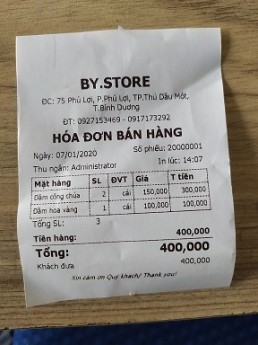 BY.STORE
ĐC: 75 Phú Lợi, P.Phú Lợi, TP.Thủ Dầu Một,
T.Bình Dương
ĐT: 0927153469 - 0917173292
HÓA ĐƠN BÁN HÀNG
Ngày: 07/01/2020 Số phiếu: 20000001
Thu ngân: Administrator In lúc: 14:07
Mặt hàng SL ĐVT Giá T tiền
Đầm công chúa 2 cái 150,000 300,000
Đầm hoa vàng 1 cái 100,000 100,000
Tổng SL: 3
Tiền hàng: 400,000
Tổng: 400,000
Khách đưa 400,000
Xin cảm ơn Quý khách/ Thank you!